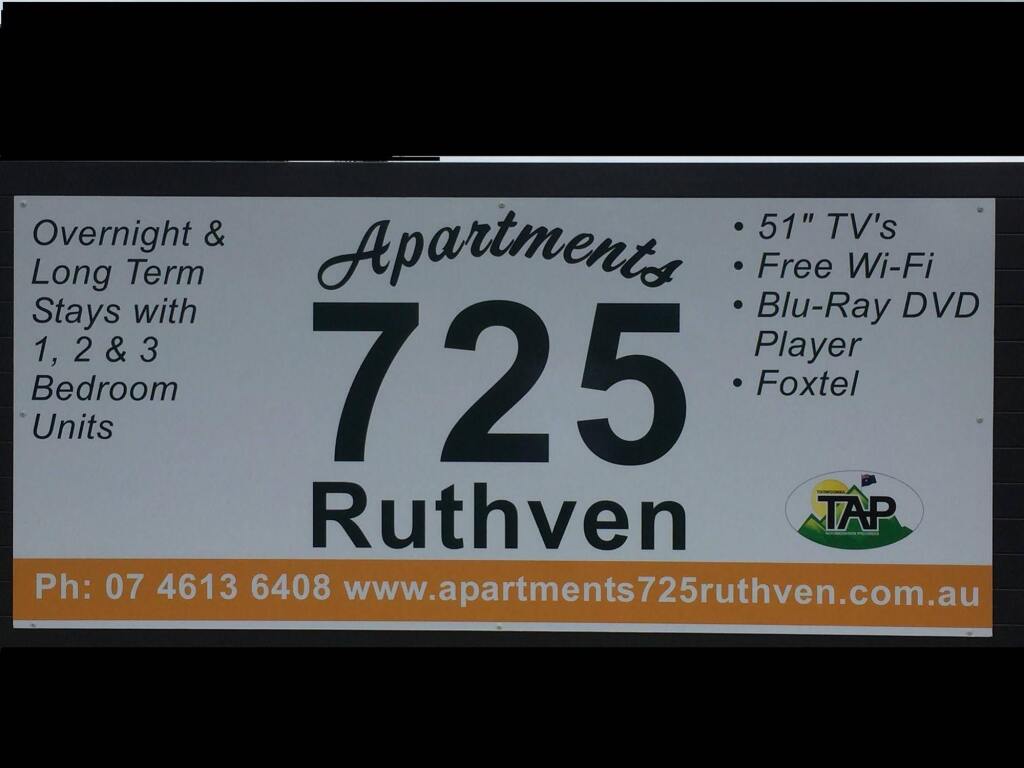 Overnight &
Long Term
Stays with
1, 2 & 3
Bedroom
Units
Apartments
725
Ruthven
• 51" TV's
• Free Wi-Fi
• Blu-Ray DVD
Player
• Foxtel
TAP
Ph: 07 4613 6408 www.apartments725ruthven.com.au